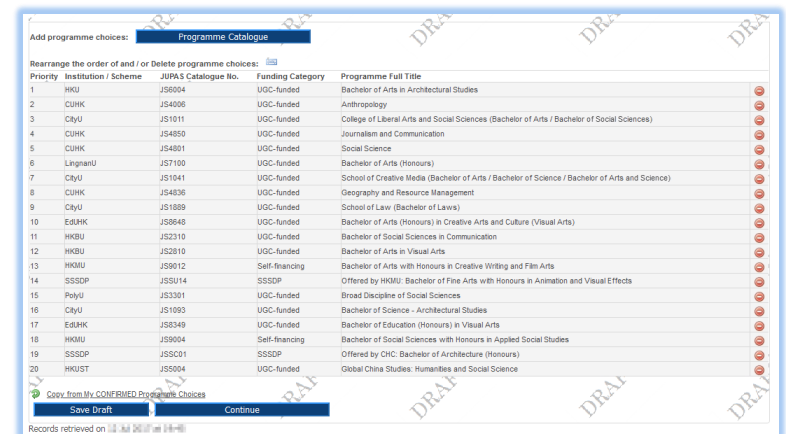 Add programme choices: Programme Catalogue
Rearrange the order of and / or Delete programme choices:
Priority Institution / Scheme JUPAS Catalogue No. Funding Category Programme Full Title
1 HKU JS6004 UGC-funded Bachelor of Arts in Architectural Studies
2 CUHK JS4006 UGC-funded Anthropology
3 CityU JS1011 UGC-funded College of Liberal Arts and Social Sciences (Bachelor of Arts / Bachelor of Social Sciences)
4 CUHK JS4850 UGC-funded Journalism and Communication
5 CUHK JS4801 UGC-funded Social Science
6 LingnanU JS7100 UGC-funded Bachelor of Arts (Honours)
7 CityU JS1041 UGC-funded School of Creative Media (Bachelor of Arts / Bachelor of Science / Bachelor of Arts and Science)
8 CUHK JS4836 UGC-funded Geography and Resource Management
9 CityU JS1889 UGC-funded School of Law (Bachelor of Laws)
10 EdUHK JS8648 UGC-funded Bachelor of Arts (Honours) in Creative Arts and Culture (Visual Arts)
11 HKBU JS2310 UGC-funded Bachelor of Social Sciences in Communication
12 HKBU JS2810 UGC-funded Bachelor of Arts in Visual Arts
13 HKMU JS9012 Self-financing Bachelor of Arts with Honours in Creative Writing and Film Arts
14 SSSDP JSSU14 SSSDP Offered by HKMU: Bachelor of Fine Arts with Honours in Animation and Visual Effects
15 PolyU JS3301 UGC-funded Broad Discipline of Social Sciences
16 CityU JS1093 UGC-funded Bachelor of Science - Architectural Studies
17 EdUHK JS8349 UGC-funded Bachelor of Education (Honours) in Visual Arts
18 HKMU JS9004 Self-financing Bachelor of Social Sciences with Honours in Applied Social Studies
19 SSSDP JSSC01 SSSDP Offered by CHC: Bachelor of Architecture (Honours)
20 HKUST JS5004 UGC-funded Global China Studies: Humanities and Social Science
Copy from My CONFIRMED Programme Choices
Save Draft Continue
Records retrieved on